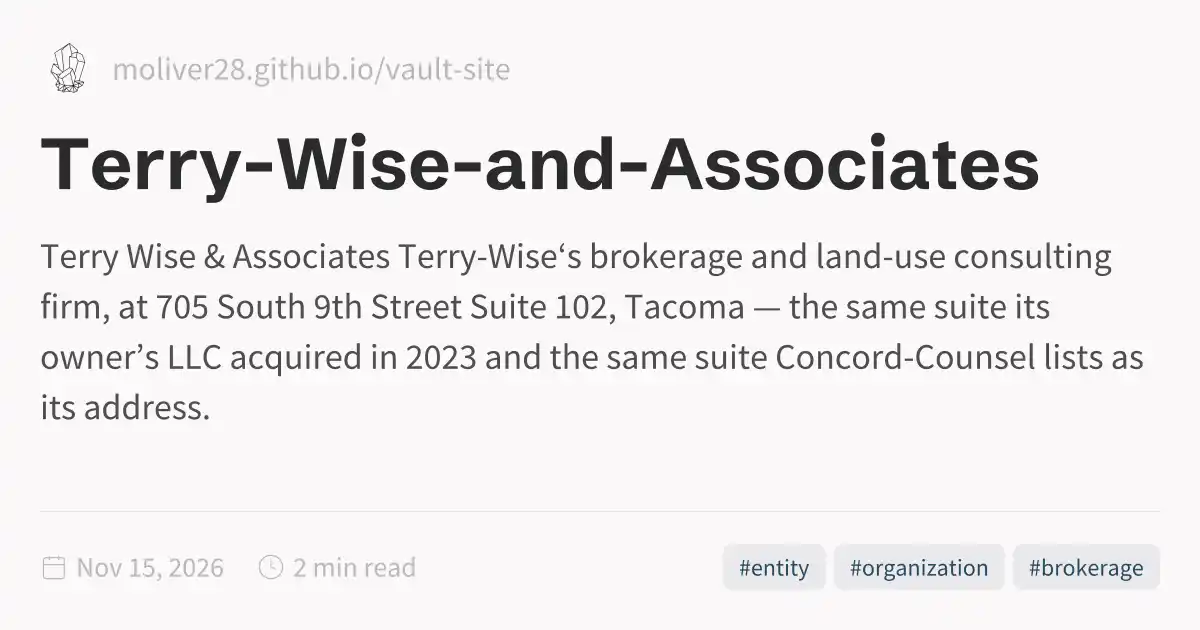 moliver28.github.io/vault-site
Terry-Wise-and-Associates
Terry Wise & Associates Terry-Wise‘s brokerage and land-use consulting
firm, at 705 South 9th Street Suite 102, Tacoma — the same suite its
owner’s LLC acquired in 2023 and the same suite Concord-Counsel lists as
its address.
Nov 15, 2026 2 min read #entity #organization #brokerage